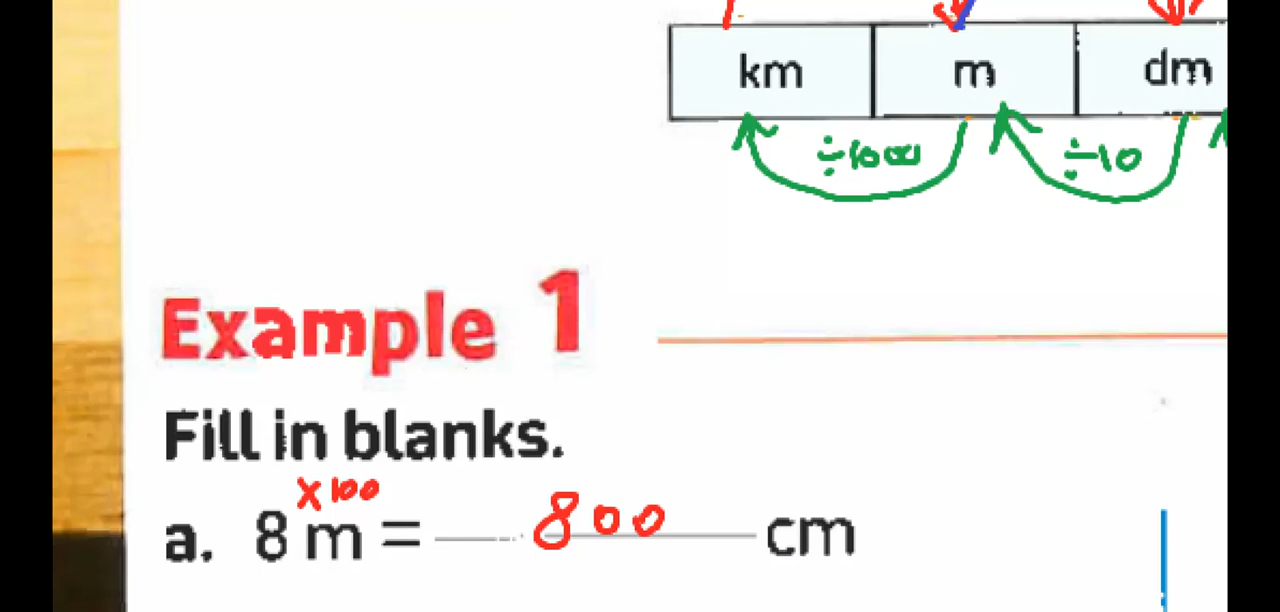 km m dm
÷1000 ÷10
Example 1
Fill in blanks.
×100
a. 8 m = 800 cm